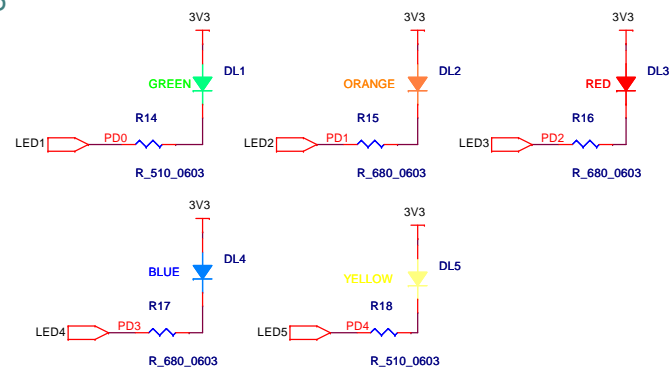 3V3 3V3 3V3
DL1 DL2 DL3
GREEN ORANGE RED
R14 R15 R16
LED1 PD0 LED2 PD1 LED3 PD2
R_510_0603 R_680_0603 R_680_0603
3V3 3V3
DL4 DL5
BLUE YELLOW
R17 R18
LED4 PD3 LED5 PD4
R_680_0603 R_510_0603